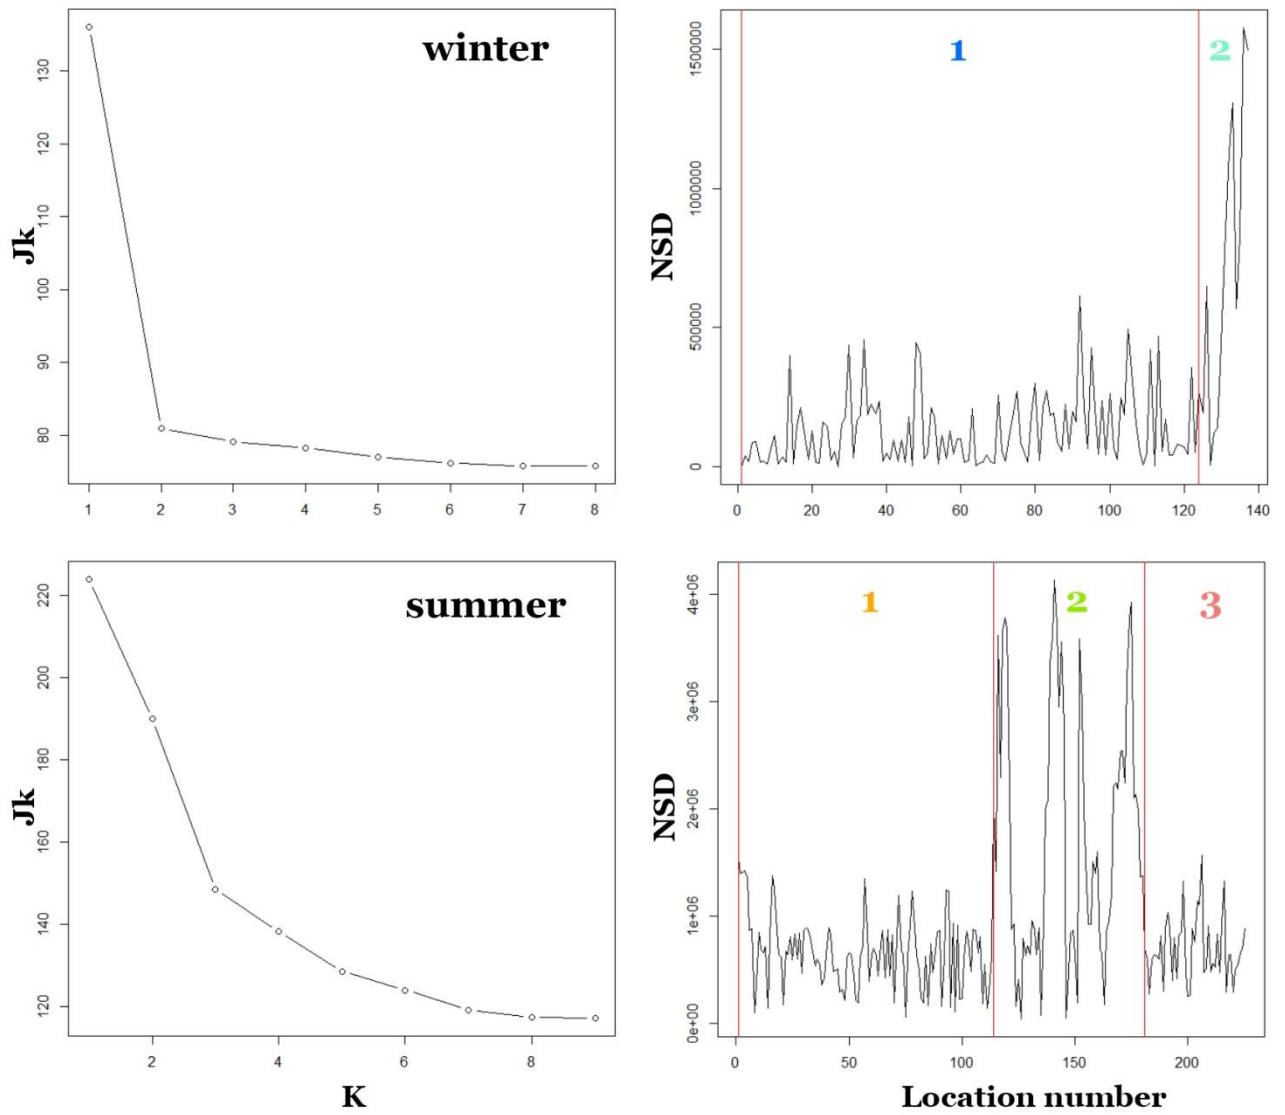 winter
Jk
130
120
110
100
90
80
1 2 3 4 5 6 7 8
1 2
NSD
1500000
1000000
500000
0
0 20 40 60 80 100 120 140
summer
Jk
220
200
180
160
140
120
2 4 6 8
K
1 2 3
NSD
4e+06
3e+06
2e+06
1e+06
0e+00
0 50 100 150 200
Location number